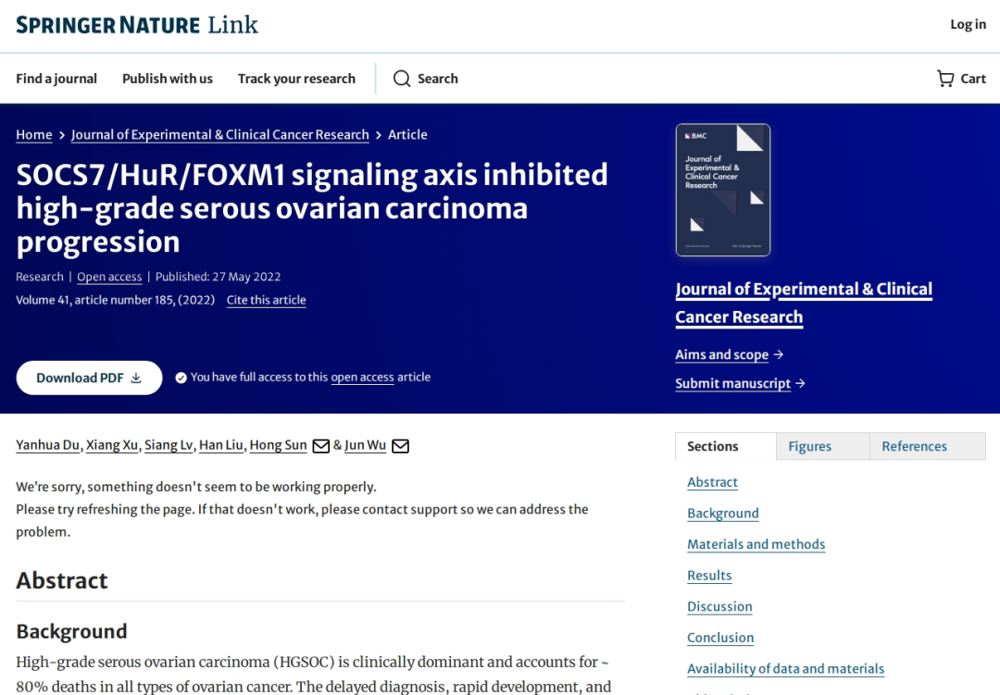 SPRINGER NATURE Link
Log in
Find a journal
Publish with us
Track your research
Search
Cart
Home > Journal of Experimental & Clinical Cancer Research > Article
SOCS7/HuR/FOXM1 signaling axis inhibited
high-grade serous ovarian carcinoma
progression
Research | Open access | Published: 27 May 2022
Volume 41, article number 185, (2022) Cite this article
Download PDF
You have full access to this open access article
BMC
Journal of
Experimental &
Clinical Cancer
Research
Journal of Experimental & Clinical
Cancer Research
Aims and scope →
Submit manuscript →
Yanhua Du, Xiang Xu, Siang Lv, Han Liu, Hong Sun & Jun Wu
We’re sorry, something doesn't seem to be working properly.
Please try refreshing the page. If that doesn't work, please contact support so we can address the
problem.
Abstract
Background
High-grade serous ovarian carcinoma (HGSOC) is clinically dominant and accounts for ~
80% deaths in all types of ovarian cancer. The delayed diagnosis, rapid development, and
Sections
Figures
References
Abstract
Background
Materials and methods
Results
Discussion
Conclusion
Availability of data and materials